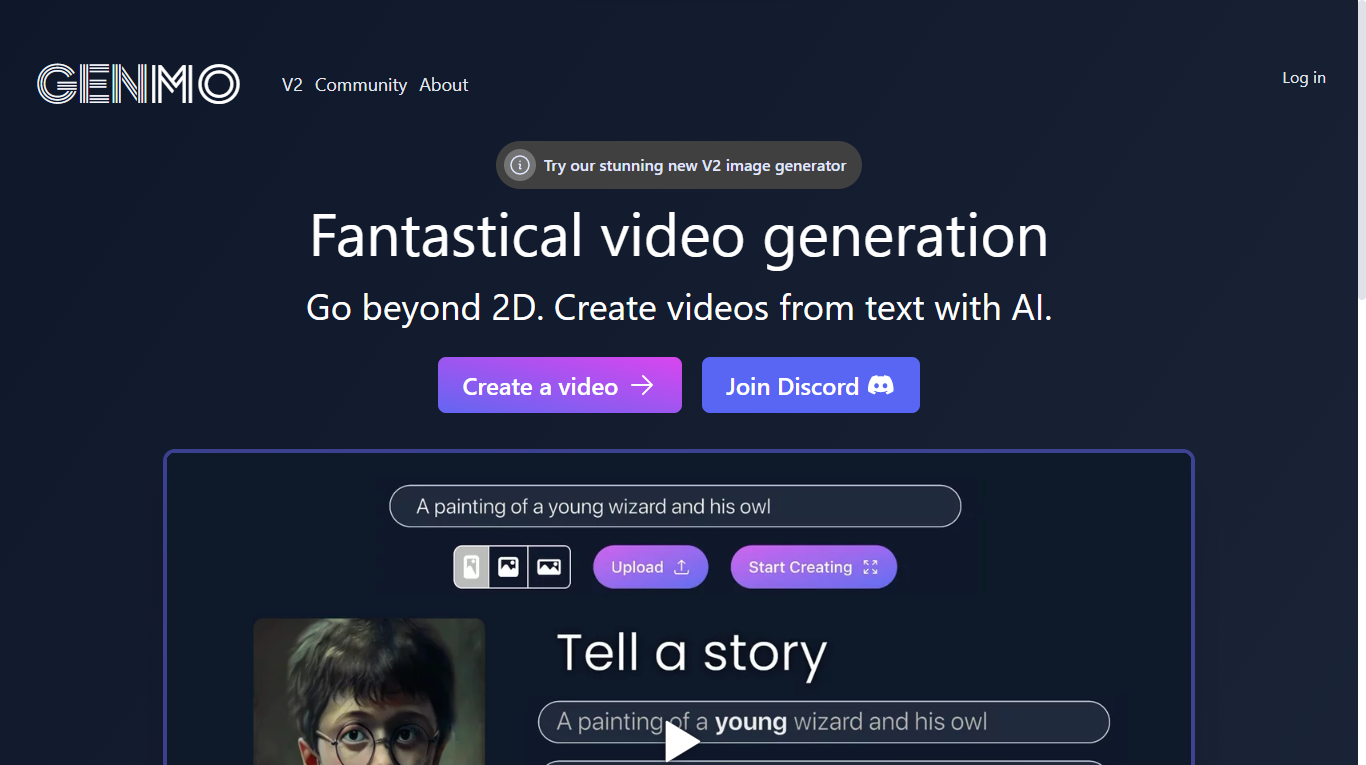 GENMO
V2 Community About
Log in
Try our stunning new V2 image generator
Fantastical video generation
Go beyond 2D. Create videos from text with AI.
Create a video
Join Discord
A painting of a young wizard and his owl
Upload
Start Creating
Tell a story
A painting of a young wizard and his owl